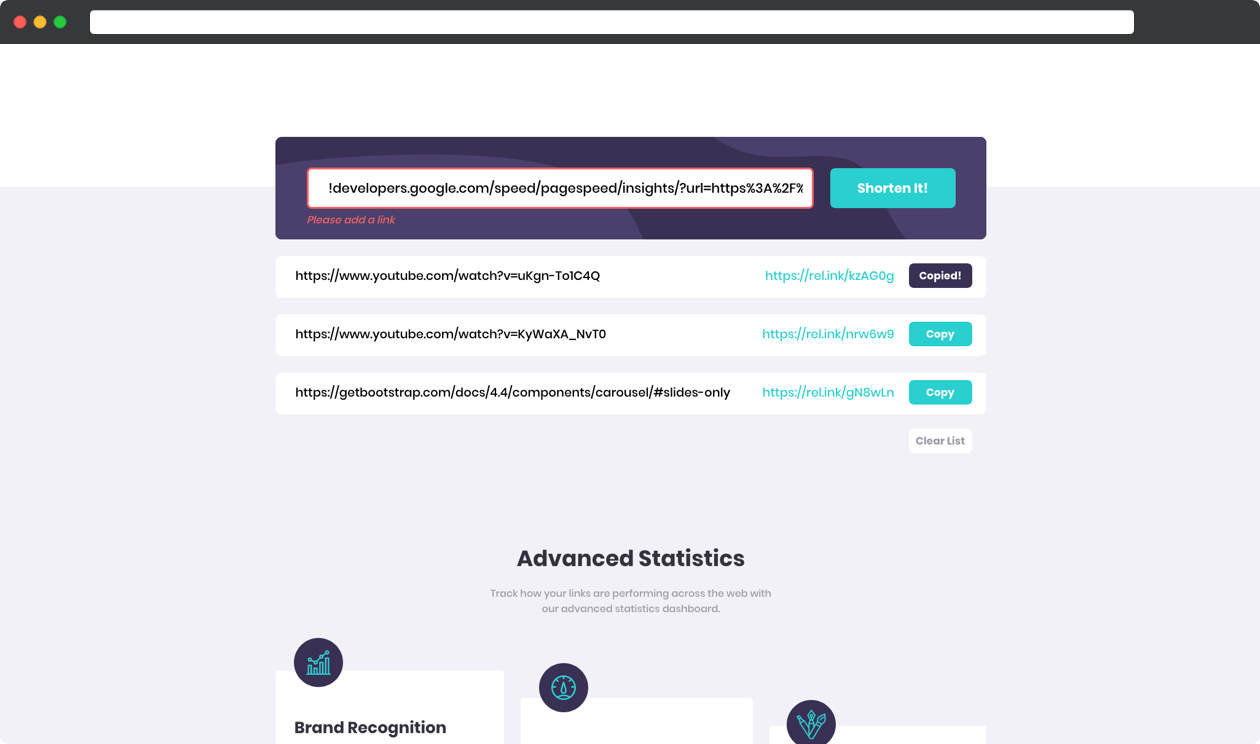 !developers.google.com/speed/pagespeed/insights/?url=https%3A%2F%
Shorten It!
Please add a link
https://www.youtube.com/watch?v=uKgn-To1C4Q
https://rel.ink/kzAG0g
Copied!
https://www.youtube.com/watch?v=KyWaXA_NvT0
https://rel.ink/nrw6w9
Copy
https://getbootstrap.com/docs/4.4/components/carousel/#slides-only
https://rel.ink/gN8wLn
Copy
Clear List
Advanced Statistics
Track how your links are performing across the web with
our advanced statistics dashboard.
Brand Recognition